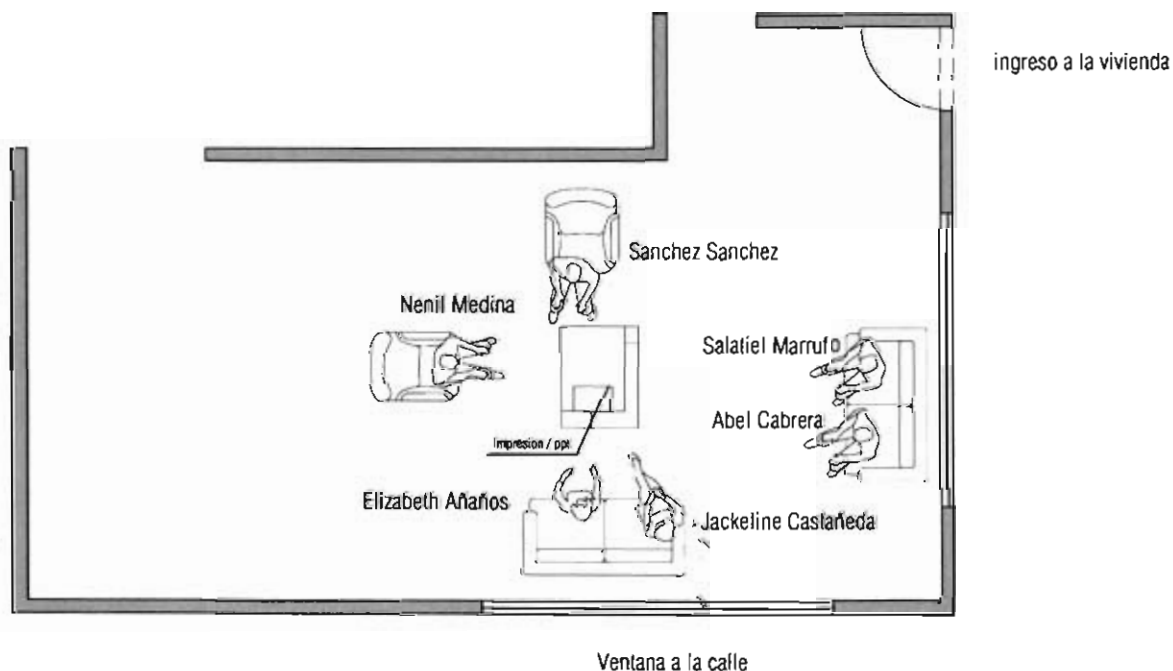 ingreso a la vivienda
Sanchez Sanchez
Nenil Medina
Salatiel Marrufo
Abel Cabrera
Impresion / ppt
Elizabeth Añaños
Jackeline Castañeda
Ventana a la calle